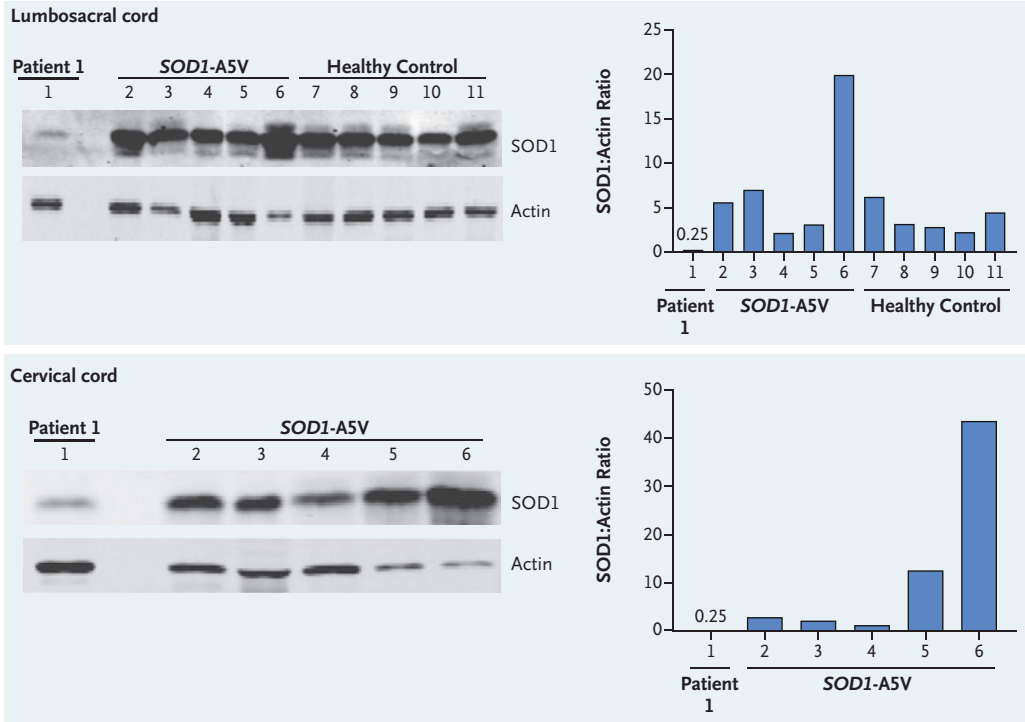 Lumbosacral cord
Patient 1 SOD1-A5V Healthy Control
1 2 3 4 5 6 7 8 9 10 11
SOD1
Actin
SOD1:Actin Ratio
25
20
15
10
5
0
0.25
1 2 3 4 5 6 7 8 9 10 11
Patient 1 SOD1-A5V Healthy Control
Cervical cord
Patient 1 SOD1-A5V
1 2 3 4 5 6
SOD1
Actin
SOD1:Actin Ratio
50
40
30
20
10
0
0.25
1 2 3 4 5 6
Patient 1 SOD1-A5V